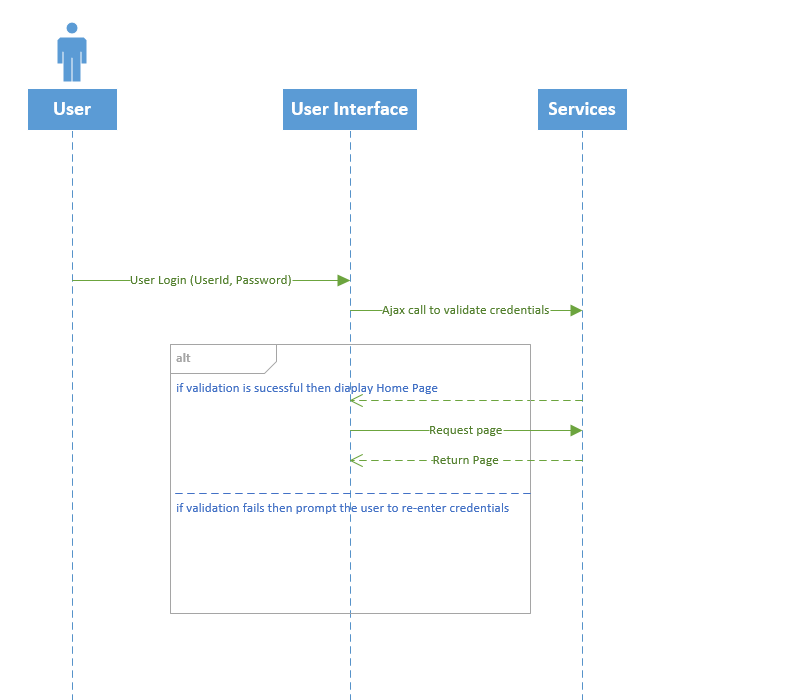 User
User Interface
Services
User Login (UserId, Password)
Ajax call to validate credentials
alt
if validation is sucessful then diaplay Home Page
Request page
Return Page
if validation fails then prompt the user to re-enter credentials